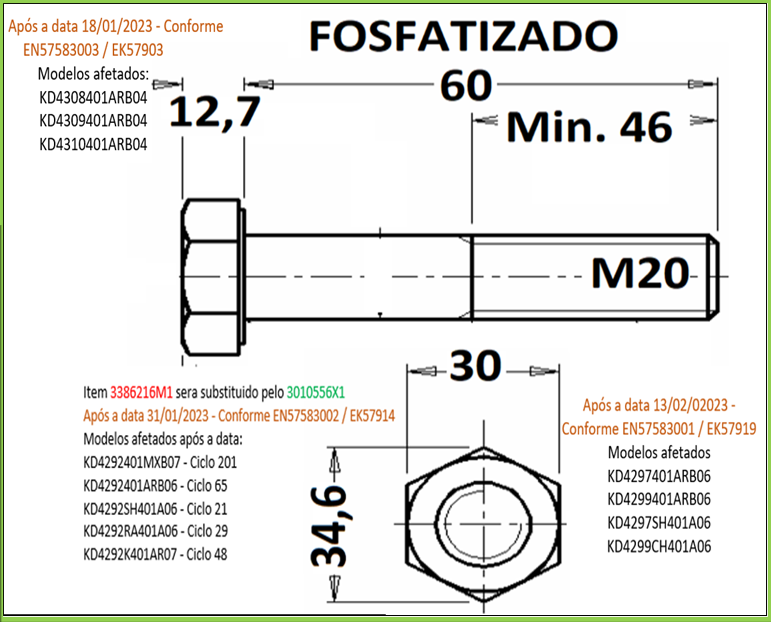 Após a data 18/01/2023 - Conforme
EN57583003 / EK57903
Modelos afetados:
KD4308401ARB04
KD4309401ARB04
KD4310401ARB04
FOSFATIZADO
60
12,7
Min. 46
M20
Item 3386216M1 sera substituido pelo 3010556X1
Após a data 31/01/2023 - Conforme EN57583002 / EK57914
Modelos afetados após a data:
KD4292401MXB07 - Ciclo 201
KD4292401ARB06 - Ciclo 65
KD4292SH401A06 - Ciclo 21
KD4292RA401A06 - Ciclo 29
KD4292K401AR07 - Ciclo 48
30
34,6
Após a data 13/02/02023 -
Conforme EN57583001 / EK57919
Modelos afetados
KD4297401ARB06
KD4299401ARB06
KD4297SH401A06
KD4299CH401A06